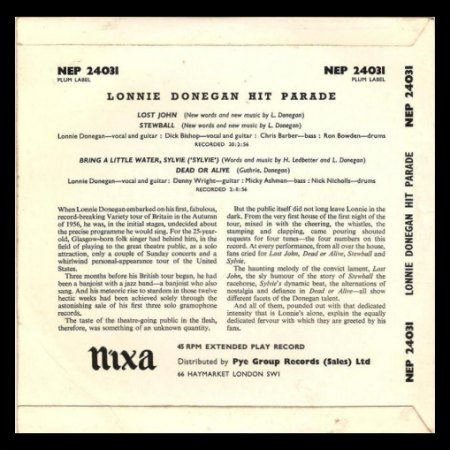 NEP 24031
PLUM LABEL
NEP 24031
PLUM LABEL
LONNIE DONEGAN HIT PARADE
LOST JOHN (New words and new music by L. Donegan)
STEWBALL (New words and new music by L. Donegan)
Lonnie Donegan—vocal and guitar : Dick Bishop—vocal and guitar : Chris Barber—bass : Ron Bowden—drums
RECORDED 20:2:56
BRING A LITTLE WATER, SYLVIE ("SYLVIE") (Words and music by H. Ledbetter and L. Donegan)
DEAD OR ALIVE (Guthrie, Donegan)
Lonnie Donegan—vocal and guitar : Denny Wright—guitar : Micky Ashman—bass : Nick Nicholls—drums
RECORDED 2:8:56
When Lonnie Donegan embarked on his first, fabulous,
record-breaking Variety tour of Britain in the Autumn
of 1956, he was, in the initial stages, undecided about
the precise programme he would sing. For the 25-year-
old, Glasgow-born folk singer had behind him, in the
field of playing to the great theatre public, as a solo
attraction, only a couple of Sunday concerts and a
whirlwind personal-appearance tour of the United
States.
Three months before his British tour began, he had
been a banjoist with a jazz band—a banjoist who also
sang. And his meteoric rise to stardom in those twelve
hectic weeks had been achieved solely through the
astonishing sale of his first three solo gramophone
records.
The taste of the theatre-going public in the flesh,
therefore, was something of an unknown quantity.
But the public itself did not long leave Lonnie in the
dark. From the very first house of the first night of the
tour, mixed in with the cheering, the whistles, the
stamping and clapping, came pouring shouted
requests for four tunes—the four numbers on this
record. At every performance, from all over the house,
fans cried for Lost John, Dead or Alive, Stewball and
Sylvie.
The haunting melody of the convict lament, Lost
John, the sly humour of the story of Stewball the
racehorse, Sylvie's dynamic beat, the alternations of
nostalgia and defiance in Dead or Alive—all show
different facets of the Donegan talent.
And all of them, pounded out with that dedicated
intensity that is Lonnie's alone, explain the equally
dedicated fervour with which they are greeted by his
fans.
nixa
45 RPM EXTENDED PLAY RECORD
Distributed by Pye Group Records (Sales) Ltd
66 HAYMARKET LONDON SW1
NEP 24031
LONNIE DONEGAN HIT PARADE
NEP 24031